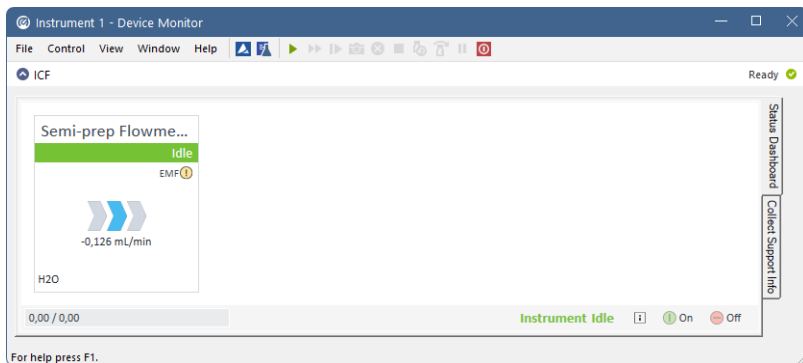 Instrument 1 - Device Monitor
File Control View Window Help
ICF
Ready
Semi-prep Flowme...
Idle
EMF
-0,126 mL/min
H2O
Status Dashboard
Collect Support Info
0,00 / 0,00
Instrument Idle
i
On
Off
For help press F1.